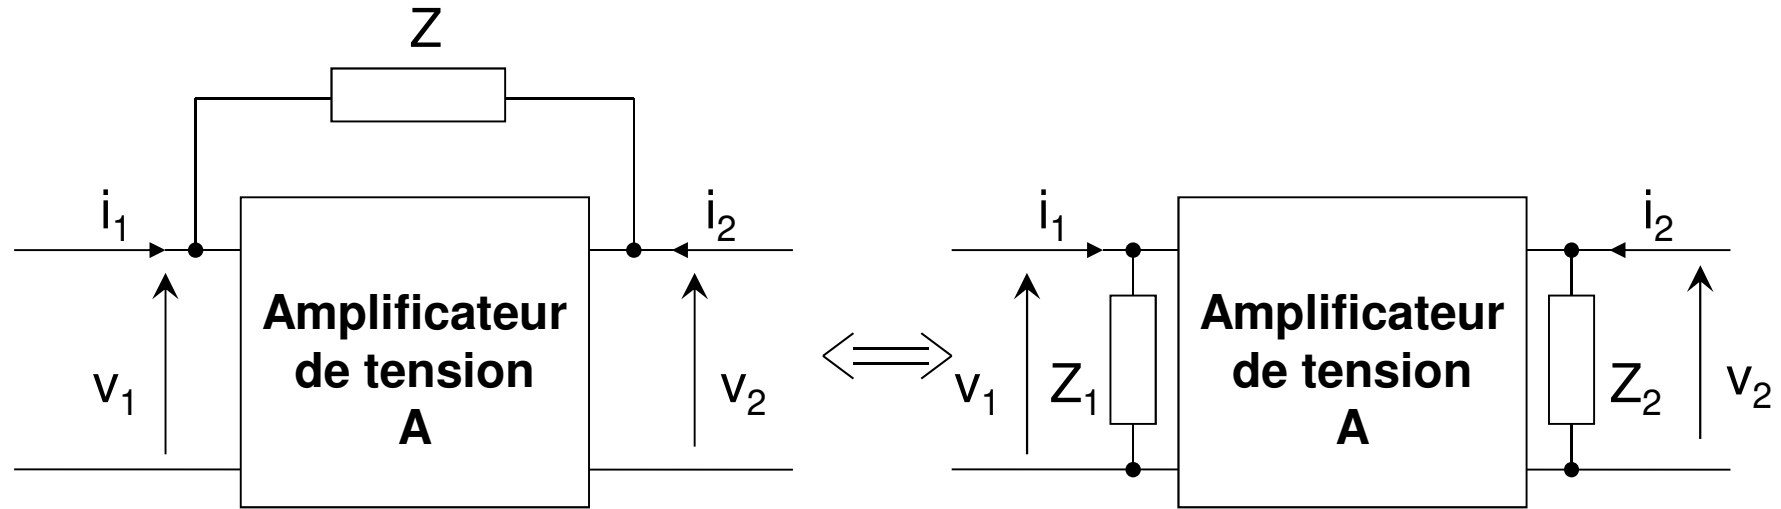 Z
i1
i2
v1
Amplificateur
de tension
A
v2
i1
i2
v1
Z1
Amplificateur
de tension
A
Z2
v2